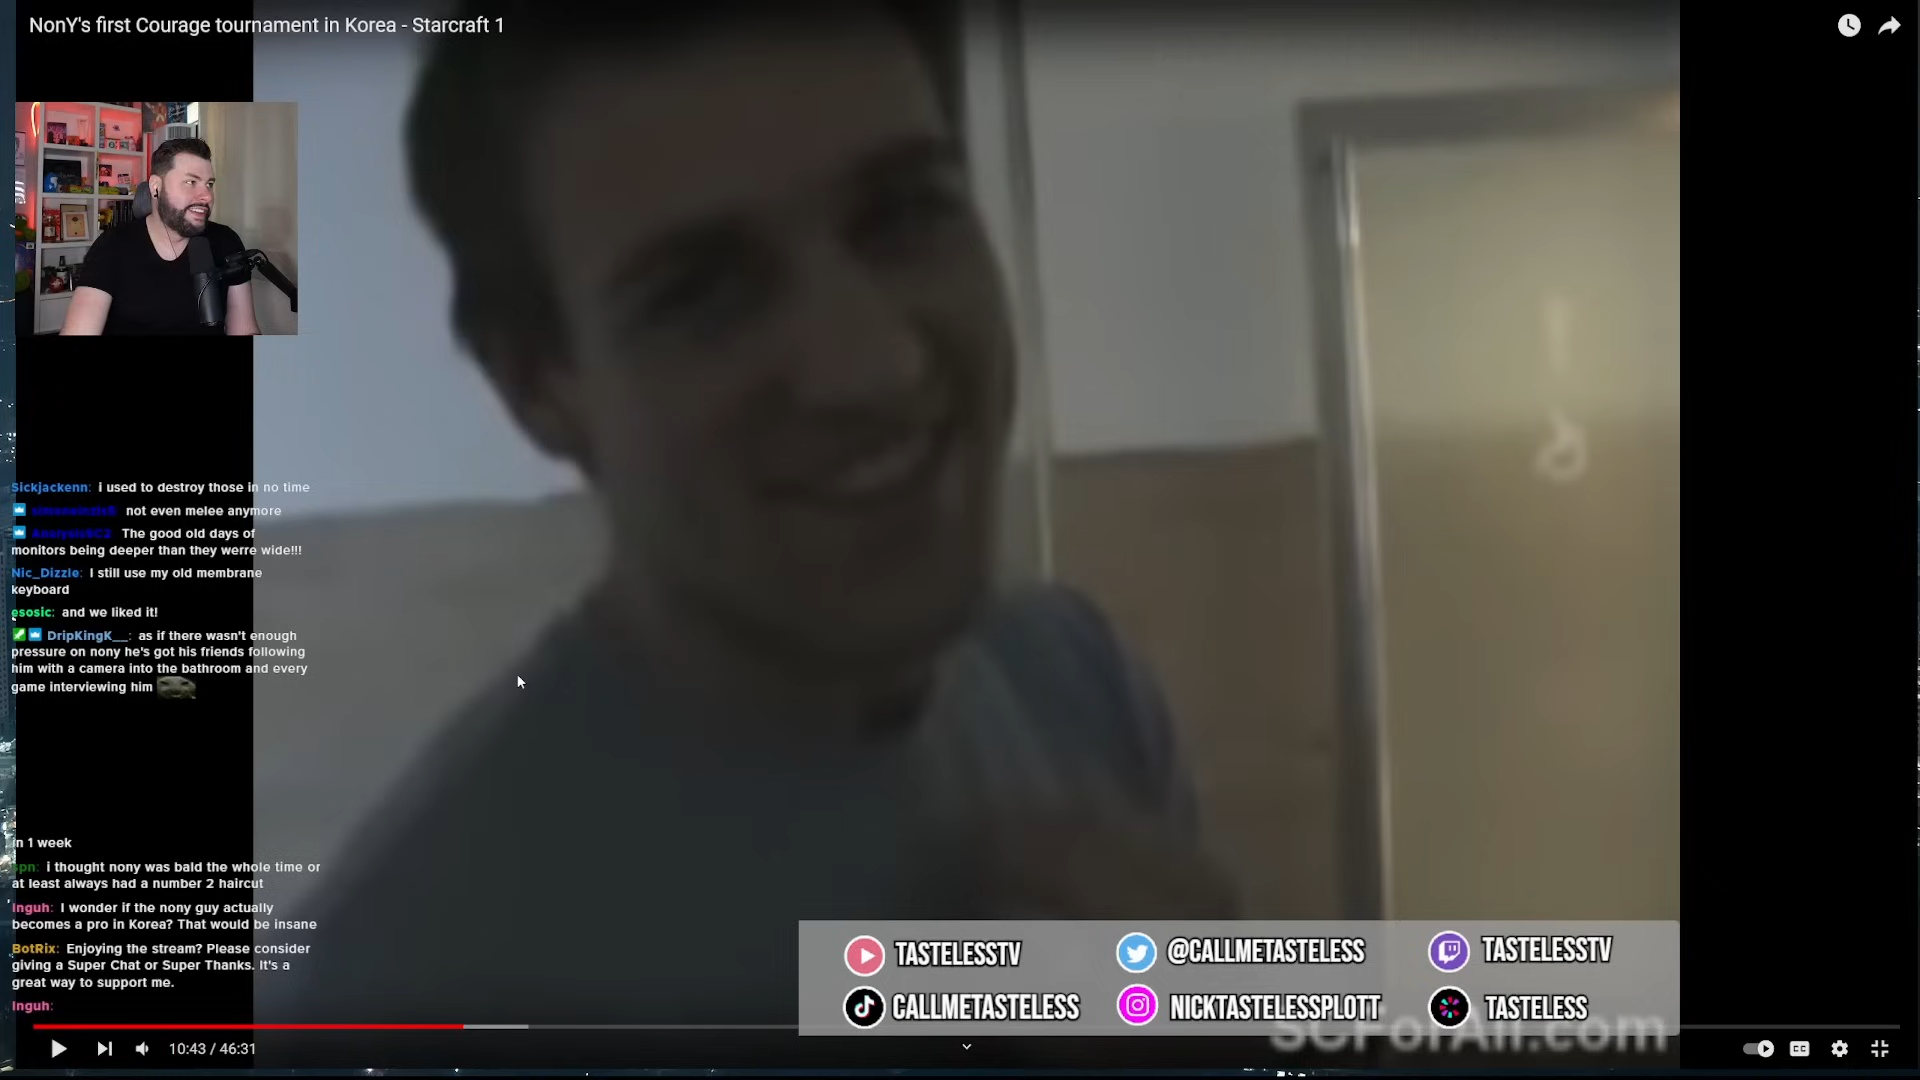 NonY's first Courage tournament in Korea - Starcraft 1
Sickjackenn: i used to destroy those in no time
not even melee anymore
AnalysisSC2 The good old days of
monitors being deeper than they werre wide!!!
Nic_Dizzle: I still use my old membrane
keyboard
esosic: and we liked it!
DripKingK__: as if there wasn't enough
pressure on nony he's got his friends following
him with a camera into the bathroom and every
game interviewing him
in 1 week
spn: i thought nony was bald the whole time or
at least always had a number 2 haircut
Inguh: I wonder if the nony guy actually
becomes a pro in Korea? That would be insane
BotRix: Enjoying the stream? Please consider
giving a Super Chat or Super Thanks. It's a
great way to support me.
Inguh:
TASTELESSTV @CALLMETASTELESS TASTELESSTV
CALLMETASTELESS NICKTASTELESSPLOTT TASTELESS
SCForAll.com
10:43 / 46:31
CC